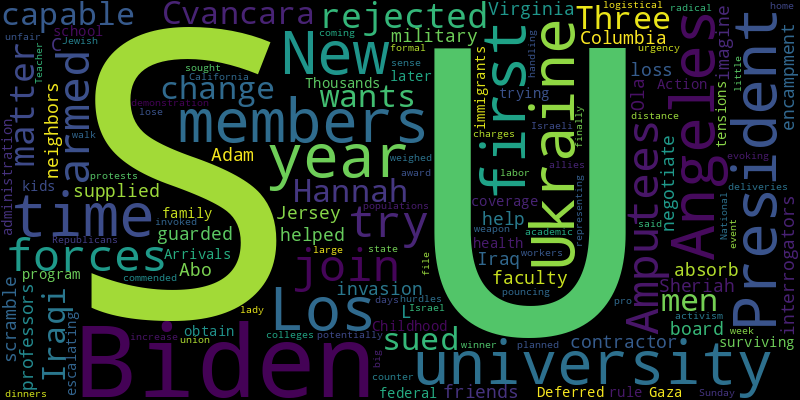 capable
Cvancara
rejected
Virginia
logistical
radical
home
Three
Columbia
unfair
school
Jewish
Teacher
C
S
New
military
coming
formal
urgency
sought
California
Thousands
later
sense
trying
handling
loss
Action
imagine
little
encampment
matter
armed
neighbors
change
wants
U
first
Ukraine
immigrants
Israeli
finally
Ola
distance
tensions
Angeles
President
demonstration
lose
members
weighed
charges
allies
administration
walk
Adam
year
award
labor
said
evoking
kids
protests
supplied
Hannah
coverage
academic
workers
negotiate
deliveries
time
family
Jersey
try
populations
help
representing
National
event
invoked
guarded
helped
health
weapon
Amputees
interrogators
Republicans
forces
Arrivals
large
state
file
Iraq
Abo
join
faculty
absorb
program
commended
invasion
pouncing
Sheriah
scramble
professors
Iraqi
escalating
lady
Los
days
hurdles
Israel
L
planned
pro
men
activism
Biden
obtain
union
increase
colleges
potentially
Childhood
sued
winner
contractor
board
week
surviving
big
counter
university
dinners
federal
friends
Deferred
rule
Gaza
Sunday